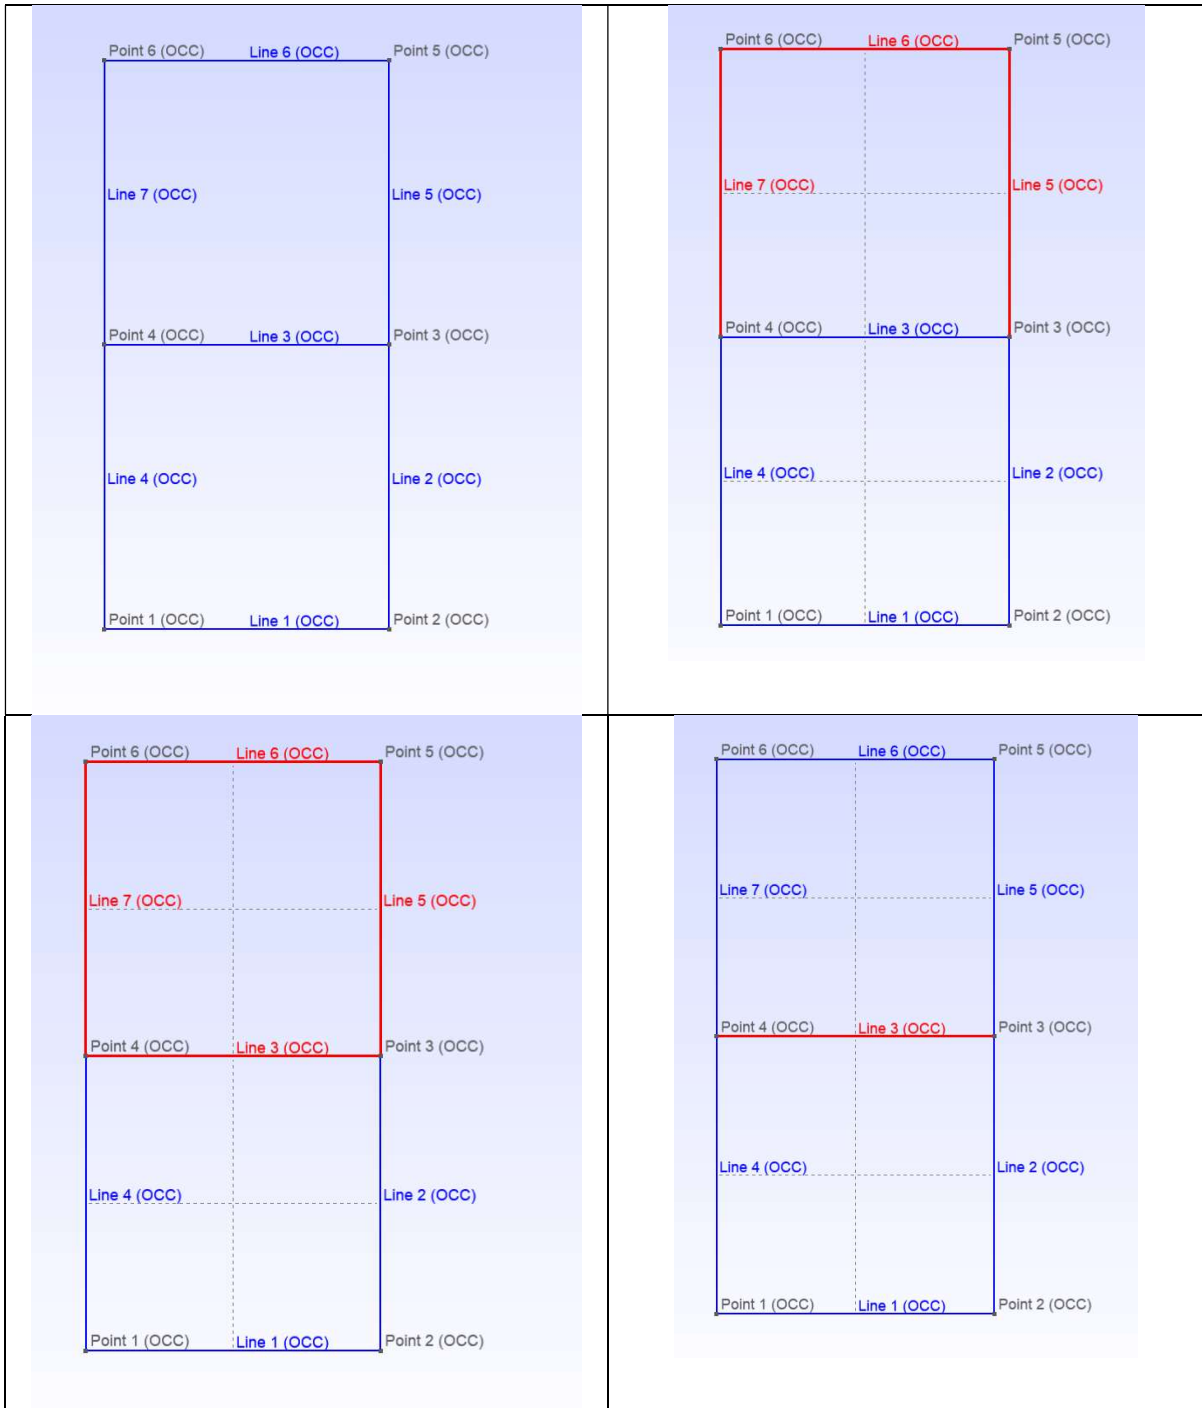 Point 6 (OCC) Line 6 (OCC) Point 5 (OCC)
Line 7 (OCC) Line 5 (OCC)
Point 4 (OCC) Line 3 (OCC) Point 3 (OCC)
Line 4 (OCC) Line 2 (OCC)
Point 1 (OCC) Line 1 (OCC) Point 2 (OCC)
Point 6 (OCC) Line 6 (OCC) Point 5 (OCC)
Line 7 (OCC) Line 5 (OCC)
Point 4 (OCC) Line 3 (OCC) Point 3 (OCC)
Line 4 (OCC) Line 2 (OCC)
Point 1 (OCC) Line 1 (OCC) Point 2 (OCC)
Point 6 (OCC) Line 6 (OCC) Point 5 (OCC)
Line 7 (OCC) Line 5 (OCC)
Point 4 (OCC) Line 3 (OCC) Point 3 (OCC)
Line 4 (OCC) Line 2 (OCC)
Point 1 (OCC) Line 1 (OCC) Point 2 (OCC)
Point 6 (OCC) Line 6 (OCC) Point 5 (OCC)
Line 7 (OCC) Line 5 (OCC)
Point 4 (OCC) Line 3 (OCC) Point 3 (OCC)
Line 4 (OCC) Line 2 (OCC)
Point 1 (OCC) Line 1 (OCC) Point 2 (OCC)